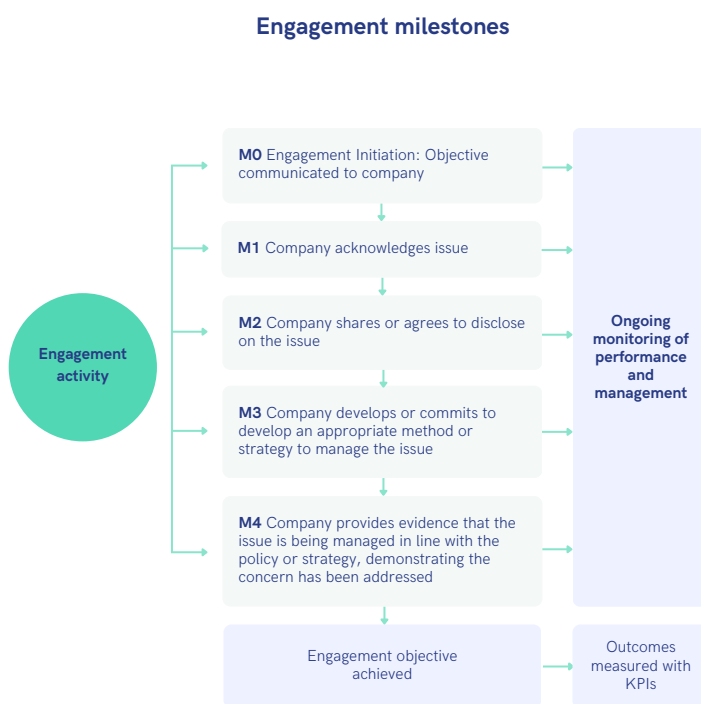 Engagement milestones
M0 Engagement Initiation: Objective
communicated to company
M1 Company acknowledges issue
M2 Company shares or agrees to disclose
on the issue
M3 Company develops or commits to
develop an appropriate method or
strategy to manage the issue
M4 Company provides evidence that the
issue is being managed in line with the
policy or strategy, demonstrating the
concern has been addressed
Engagement
activity
Ongoing
monitoring of
performance
and
management
Engagement objective
achieved
Outcomes
measured with
KPIs